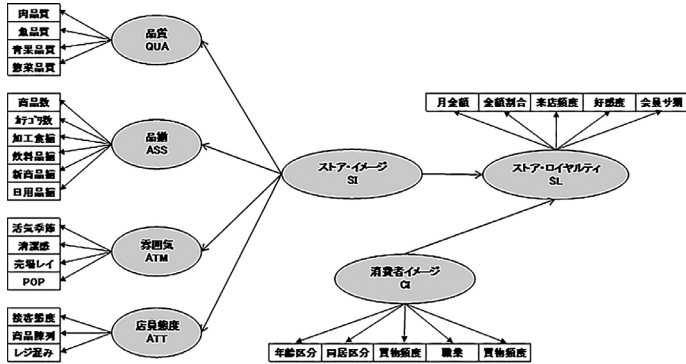 肉品質
魚品質
青果品質
惣菜品質
品質
QUA
商品数
ｶﾃｺﾞﾘ数
加工食揃
飲料品揃
新商品揃
日用品揃
品揃
ASS
活気季節
清潔感
売場レイ
POP
雰囲気
ATM
接客態度
商品陳列
レジ混み
店員態度
ATT
ストア・イメージ
SI
月金額 金額割合 来店頻度 好感度 会員サ類
ストア・ロイヤルティ
SL
消費者イメージ
CI
年齢区分 同居区分 買物頻度 職業 買物頻度